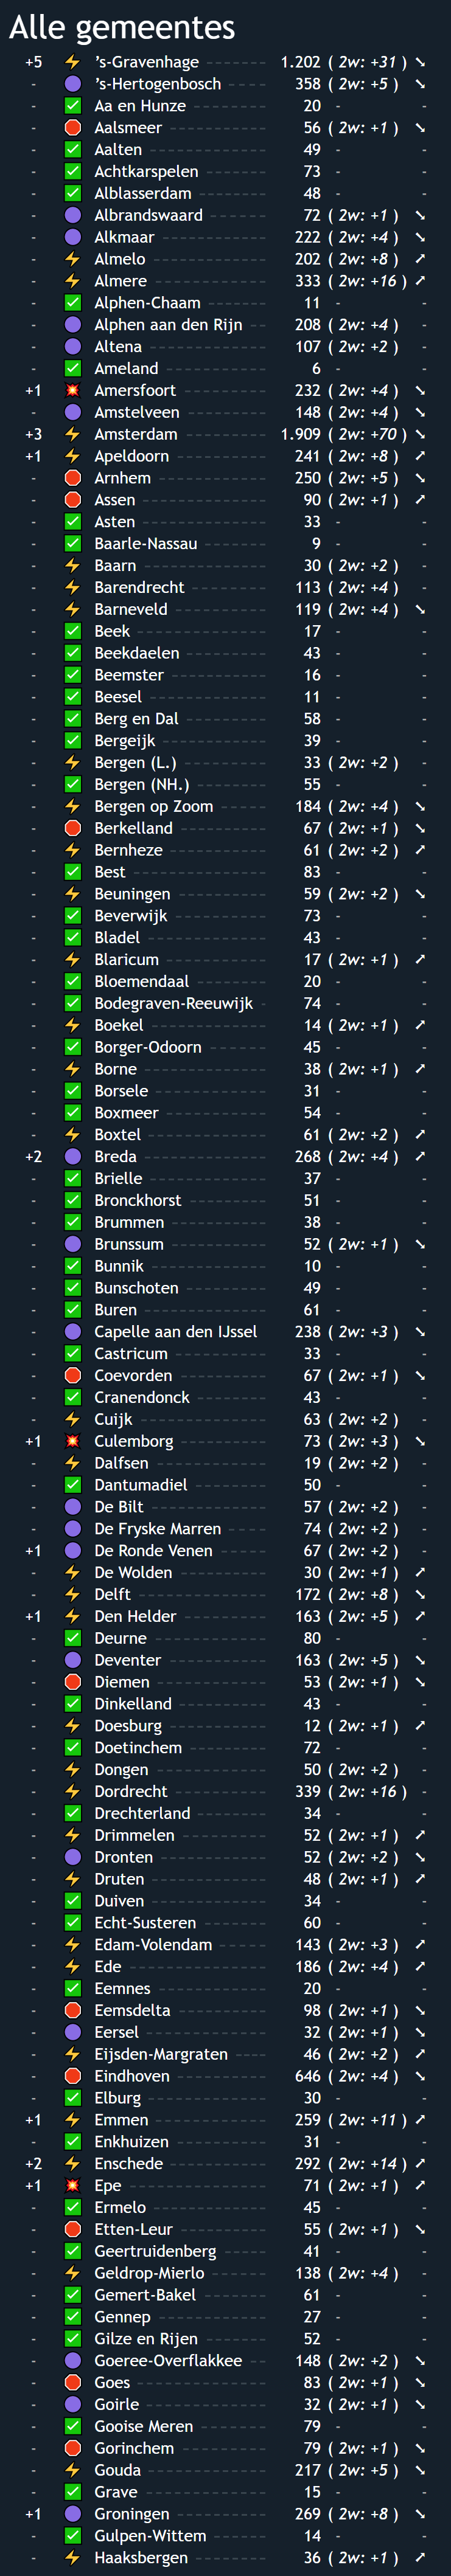 Alle gemeentes
+5 ’s-Gravenhage 1.202 ( 2w: +31 )
- ’s-Hertogenbosch 358 ( 2w: +5 )
- Aa en Hunze 20 - -
- Aalsmeer 56 ( 2w: +1 )
- Aalten 49 - -
- Achtkarspelen 73 - -
- Alblasserdam 48 - -
- Albrandswaard 72 ( 2w: +1 )
- Alkmaar 222 ( 2w: +4 )
- Almelo 202 ( 2w: +8 )
- Almere 333 ( 2w: +16 )
- Alphen-Chaam 11 - -
- Alphen aan den Rijn 208 ( 2w: +4 ) -
- Altena 107 ( 2w: +2 ) -
- Ameland 6 - -
+1 Amersfoort 232 ( 2w: +4 )
- Amstelveen 148 ( 2w: +4 )
+3 Amsterdam 1.909 ( 2w: +70 )
+1 Apeldoorn 241 ( 2w: +8 )
- Arnhem 250 ( 2w: +5 )
- Assen 90 ( 2w: +1 )
- Asten 33 - -
- Baarle-Nassau 9 - -
- Baarn 30 ( 2w: +2 ) -
- Barendrecht 113 ( 2w: +4 ) -
- Barneveld 119 ( 2w: +4 )
- Beek 17 - -
- Beekdaelen 43 - -
- Beemster 16 - -
- Beesel 11 - -
- Berg en Dal 58 - -
- Bergeijk 39 - -
- Bergen (L.) 33 ( 2w: +2 ) -
- Bergen (NH.) 55 - -
- Bergen op Zoom 184 ( 2w: +4 )
- Berkelland 67 ( 2w: +1 )
- Bernheze 61 ( 2w: +2 )
- Best 83 - -
- Beuningen 59 ( 2w: +2 )
- Beverwijk 73 - -
- Bladel 43 - -
- Blaricum 17 ( 2w: +1 )
- Bloemendaal 20 - -
- Bodegraven-Reeuwijk 74 - -
- Boekel 14 ( 2w: +1 )
- Borger-Odoorn 45 - -
- Borne 38 ( 2w: +1 )
- Borsele 31 - -
- Boxmeer 54 - -
- Boxtel 61 ( 2w: +2 )
+2 Breda 268 ( 2w: +4 )
- Brielle 37 - -
- Bronckhorst 51 - -
- Brummen 38 - -
- Brunssum 52 ( 2w: +1 )
- Bunnik 10 - -
- Bunschoten 49 - -
- Buren 61 - -
- Capelle aan den IJssel 238 ( 2w: +3 )
- Castricum 33 - -
- Coevorden 67 ( 2w: +1 )
- Cranendonck 43 - -
- Cuijk 63 ( 2w: +2 ) -
+1 Culemborg 73 ( 2w: +3 )
- Dalfsen 19 ( 2w: +2 ) -
- Dantumadiel 50 - -
- De Bilt 57 ( 2w: +2 ) -
- De Fryske Marren 74 ( 2w: +2 ) -
+1 De Ronde Venen 67 ( 2w: +2 ) -
- De Wolden 30 ( 2w: +1 )
- Delft 172 ( 2w: +8 )
+1 Den Helder 163 ( 2w: +5 )
- Deurne 80 - -
- Deventer 163 ( 2w: +5 )
- Diemen 53 ( 2w: +1 )
- Dinkelland 43 - -
- Doesburg 12 ( 2w: +1 )
- Doetinchem 72 - -
- Dongen 50 ( 2w: +2 ) -
- Dordrecht 339 ( 2w: +16 ) -
- Drechterland 34 - -
- Drimmelen 52 ( 2w: +1 )
- Dronten 52 ( 2w: +2 )
- Druten 48 ( 2w: +1 )
- Duiven 34 - -
- Echt-Susteren 60 - -
- Edam-Volendam 143 ( 2w: +3 )
- Ede 186 ( 2w: +4 )
- Eemnes 20 - -
- Eemsdelta 98 ( 2w: +1 )
- Eersel 32 ( 2w: +1 )
- Eijsden-Margraten 46 ( 2w: +2 )
- Eindhoven 646 ( 2w: +4 )
- Elburg 30 - -
+1 Emmen 259 ( 2w: +11 )
- Enkhuizen 31 - -
+2 Enschede 292 ( 2w: +14 )
+1 Epe 71 ( 2w: +1 )
- Ermelo 45 - -
- Etten-Leur 55 ( 2w: +1 )
- Geertruidenberg 41 - -
- Geldrop-Mierlo 138 ( 2w: +4 ) -
- Gemert-Bakel 61 - -
- Gennep 27 - -
- Gilze en Rijen 52 - -
- Goeree-Overflakkee 148 ( 2w: +2 )
- Goes 83 ( 2w: +1 )
- Goirle 32 ( 2w: +1 )
- Gooise Meren 79 - -
- Gorinchem 79 ( 2w: +1 )
- Gouda 217 ( 2w: +5 )
- Grave 15 - -
+1 Groningen 269 ( 2w: +8 )
- Gulpen-Wittem 14 - -
- Haaksbergen 36 ( 2w: +1 )